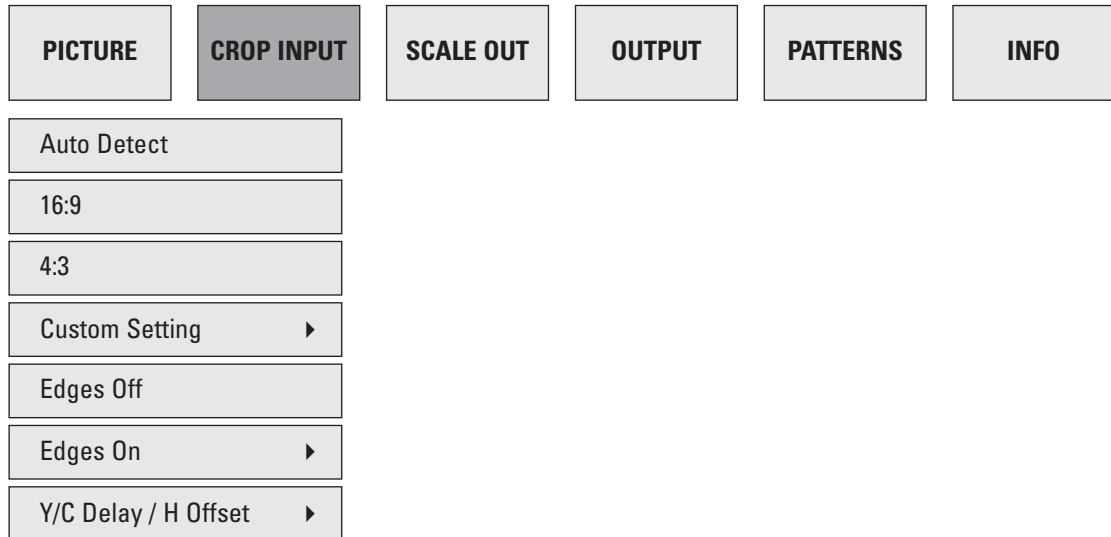 PICTURE CROP INPUT SCALE OUT OUTPUT PATTERNS INFO
Auto Detect
16:9
4:3
Custom Setting
Edges Off
Edges On
Y/C Delay / H Offset